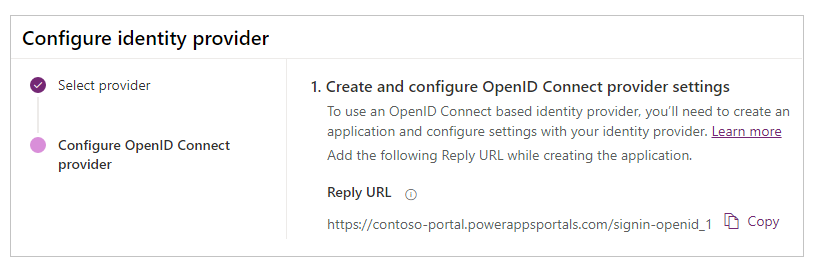 Configure identity provider
Select provider
Configure OpenID Connect
provider
1. Create and configure OpenID Connect provider settings
To use an OpenID Connect based identity provider, you'll need to create an
application and configure settings with your identity provider. Learn more
Add the following Reply URL while creating the application.
Reply URL
https://contoso-portal.powerappsportals.com/signin-openid_1 Copy